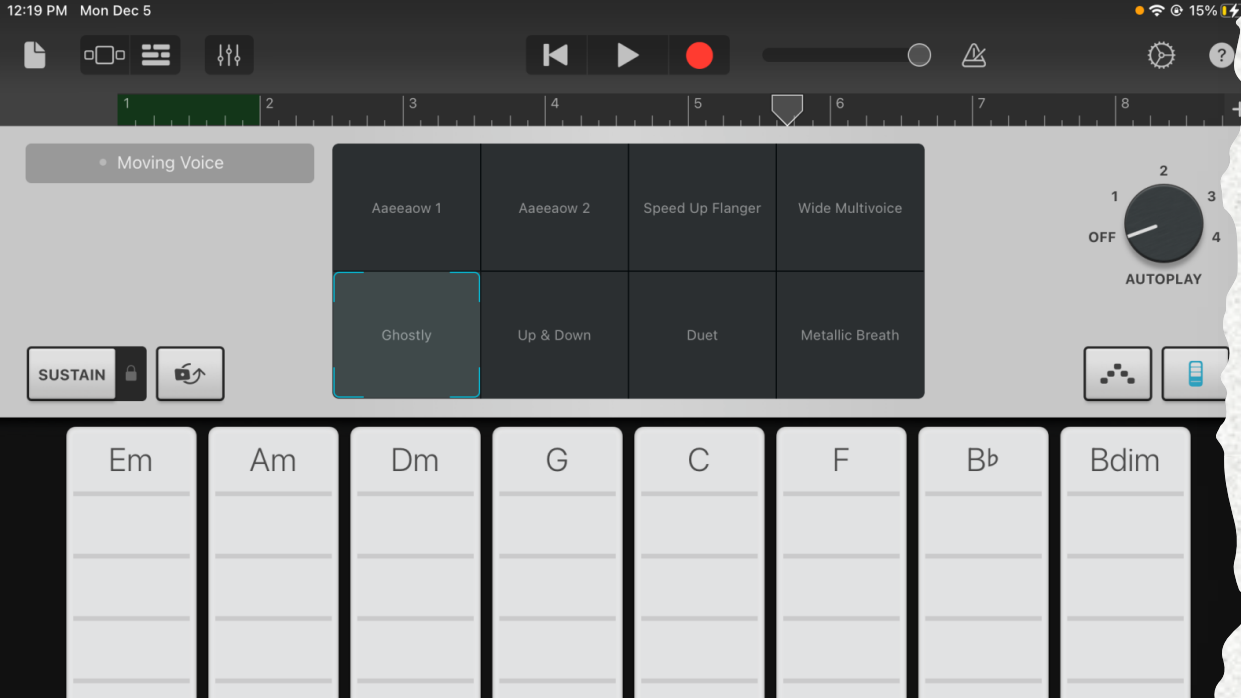 12:19 PM Mon Dec 5 15%
?
1 2 3 4 5 6 7 8 +
Moving Voice
Aaeeaow 1 Aaeeaow 2 Speed Up Flanger Wide Multivoice
2
1 3
OFF 4
AUTOPLAY
Ghostly Up & Down Duet Metallic Breath
SUSTAIN
Em Am Dm G C F B♭ Bdim